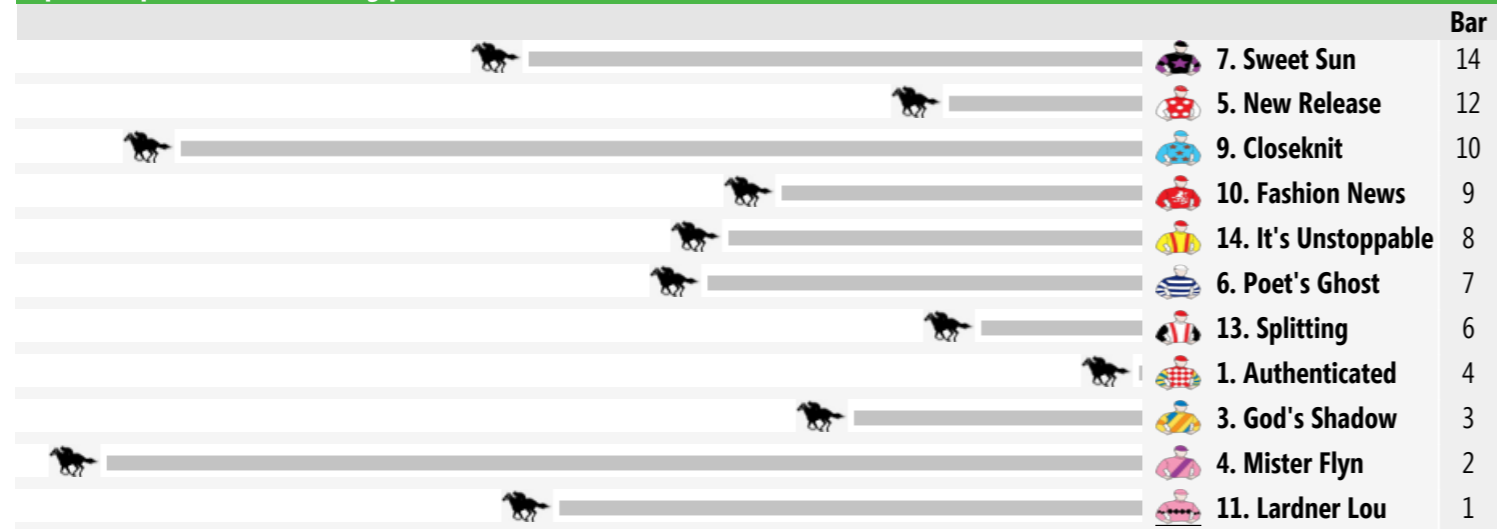 Bar
7. Sweet Sun 14
5. New Release 12
9. Closeknit 10
10. Fashion News 9
14. It's Unstoppable 8
6. Poet's Ghost 7
13. Splitting 6
1. Authenticated 4
3. God's Shadow 3
4. Mister Flyn 2
11. Lardner Lou 1